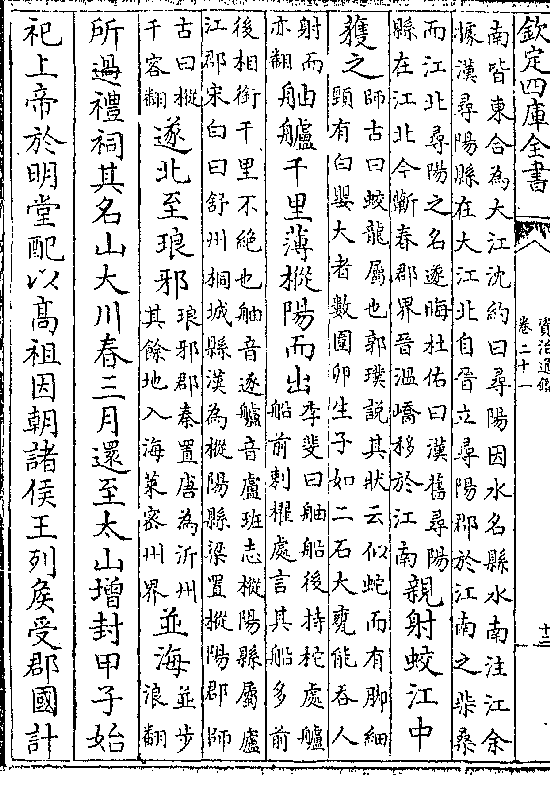 欽定四庫全書
資治通鑑
卷二十一
十二
南皆東合為大江沈約曰尋陽因水名縣水南注江余
據漢尋陽縣在大江北自晉立尋陽郡於江南之柴桑
而江北尋陽之名遂晦杜佑曰漢舊尋陽
縣在江北今蘄春郡界晉溫嶠移於江南
親射蛟江中
獲之
師古曰蛟龍屬也郭璞說其狀云似蛇而有脚細
頸有白嬰大者數圍卵生子如二石大甕能吞人
射而
亦翻
舳艫千里薄樅陽而出
李斐曰舳船後持柂處艫
船前刺櫂處言其船多前
後相銜千里不絶也舳音逐艫音盧班志樅陽縣屬廬
江郡宋白曰舒州桐城縣漢為樅陽縣梁置樅陽郡師
古曰樅
千容翻
遂北至琅邪
琅邪郡秦置唐為沂州
其餘地入海萊密州界
並海
並步
浪翻
所過禮祠其名山大川春三月還至太山增封甲子始
祀上帝於明堂配以高祖因朝諸侯王列侯受郡國計